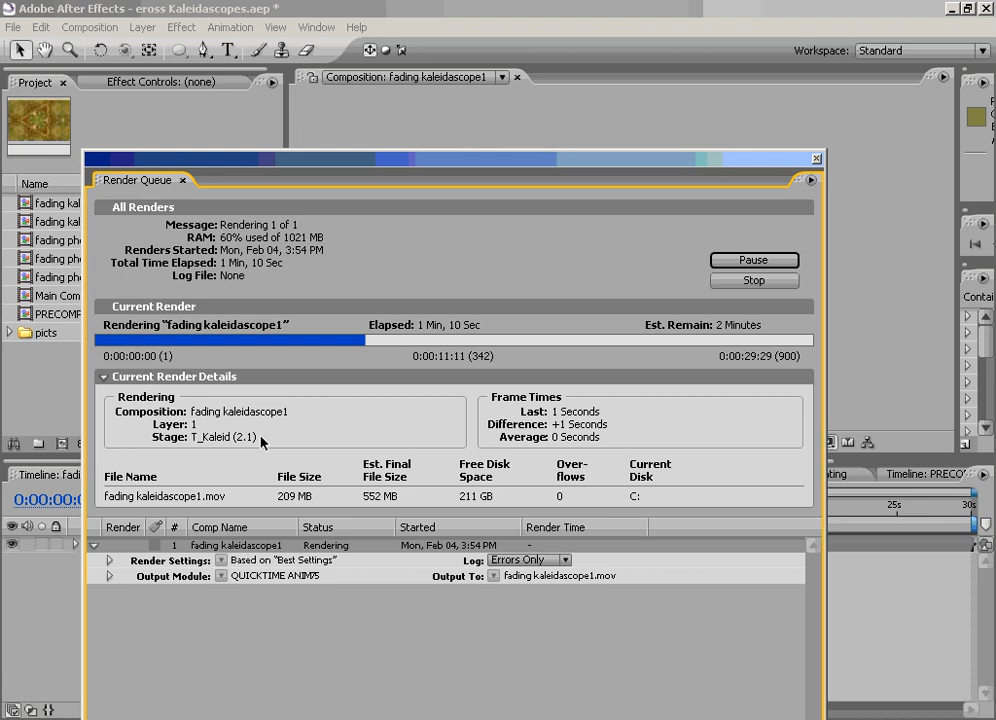 Adobe After Effects - eross Kaleidascopes.aep *
File Edit Composition Layer Effect Animation View Window Help
Workspace: Standard
Project × Effect Controls: (none)
Composition: fading kaleidascope1 ×
Render Queue ×
Name
fading kal
fading kal
fading pho
fading pho
fading pho
Main Com
PRECOMP
picts
All Renders
Message: Rendering 1 of 1
RAM: 60% used of 1021 MB
Renders Started: Mon, Feb 04, 3:54 PM
Total Time Elapsed: 1 Min, 10 Sec
Log File: None
Pause
Stop
Contai
Current Render
Rendering "fading kaleidascope1" Elapsed: 1 Min, 10 Sec Est. Remain: 2 Minutes
0:00:00:00 (1) 0:00:11:11 (342) 0:00:29:29 (900)
Current Render Details
Rendering
Composition: fading kaleidascope1
Layer: 1
Stage: T_Kaleid (2.1)
Frame Times
Last: 1 Seconds
Difference: +1 Seconds
Average: 0 Seconds
File Name File Size Est. Final File Size Free Disk Space Over-flows Current Disk
fading kaleidascope1.mov 209 MB 552 MB 211 GB 0 C:
Timeline: fadi
Timeline: PRECO
0:00:00:0
25s 30s
Render # Comp Name Status Started Render Time
1 fading kaleidascope1 Rendering Mon, Feb 04, 3:54 PM -
Render Settings: Based on "Best Settings" Log: Errors Only
Output Module: QUICKTIME ANIM75 Output To: fading kaleidascope1.mov